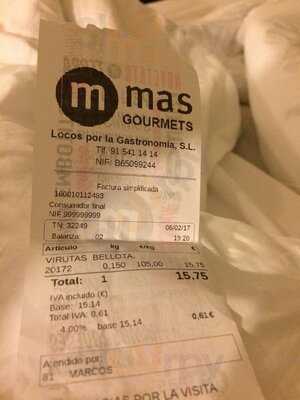 m mas
GOURMETS
Locos por la Gastronomía, S.L.
Tlf. 91 541 14 14
NIF: B65099244
Factura simplificada
160010112483
Consumidor final
NIF 999999999
TN: 32249 06/02/17
Balanza: 02 19:20
Artículo kg €/kg €
VIRUTAS BELLOTA.
20172 0,150 105,00 15,75
Total: 1 15,75
IVA incluido (€)
Base: 15,14
Total IVA: 0,61
4.00% base 15,14 0,61€
Atendido por:
81 MARCOS
POR LA VISITA